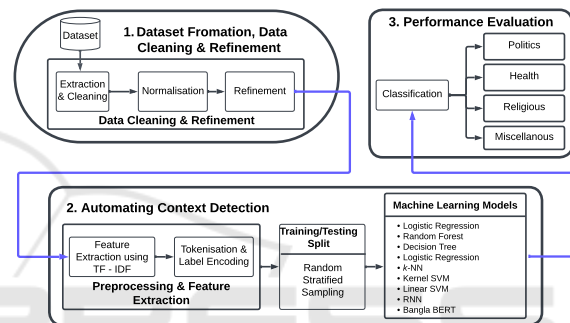 1. Dataset Fromation, Data
Cleaning & Refinement
Dataset
Extraction
& Cleaning
Normalisation
Refinement
Data Cleaning & Refinement
3. Performance Evaluation
Classification
Politics
Health
Religious
Miscellanous
2. Automating Context Detection
Feature
Extraction using
TF - IDF
Tokenisation &
Label Encoding
Preprocessing & Feature
Extraction
Training/Testing
Split
Random
Stratified
Sampling
Machine Learning Models
• Logistic Regression
• Random Forest
• Decision Tree
• Logistic Regression
• k-NN
• Kernel SVM
• Linear SVM
• RNN
• Bangla BERT